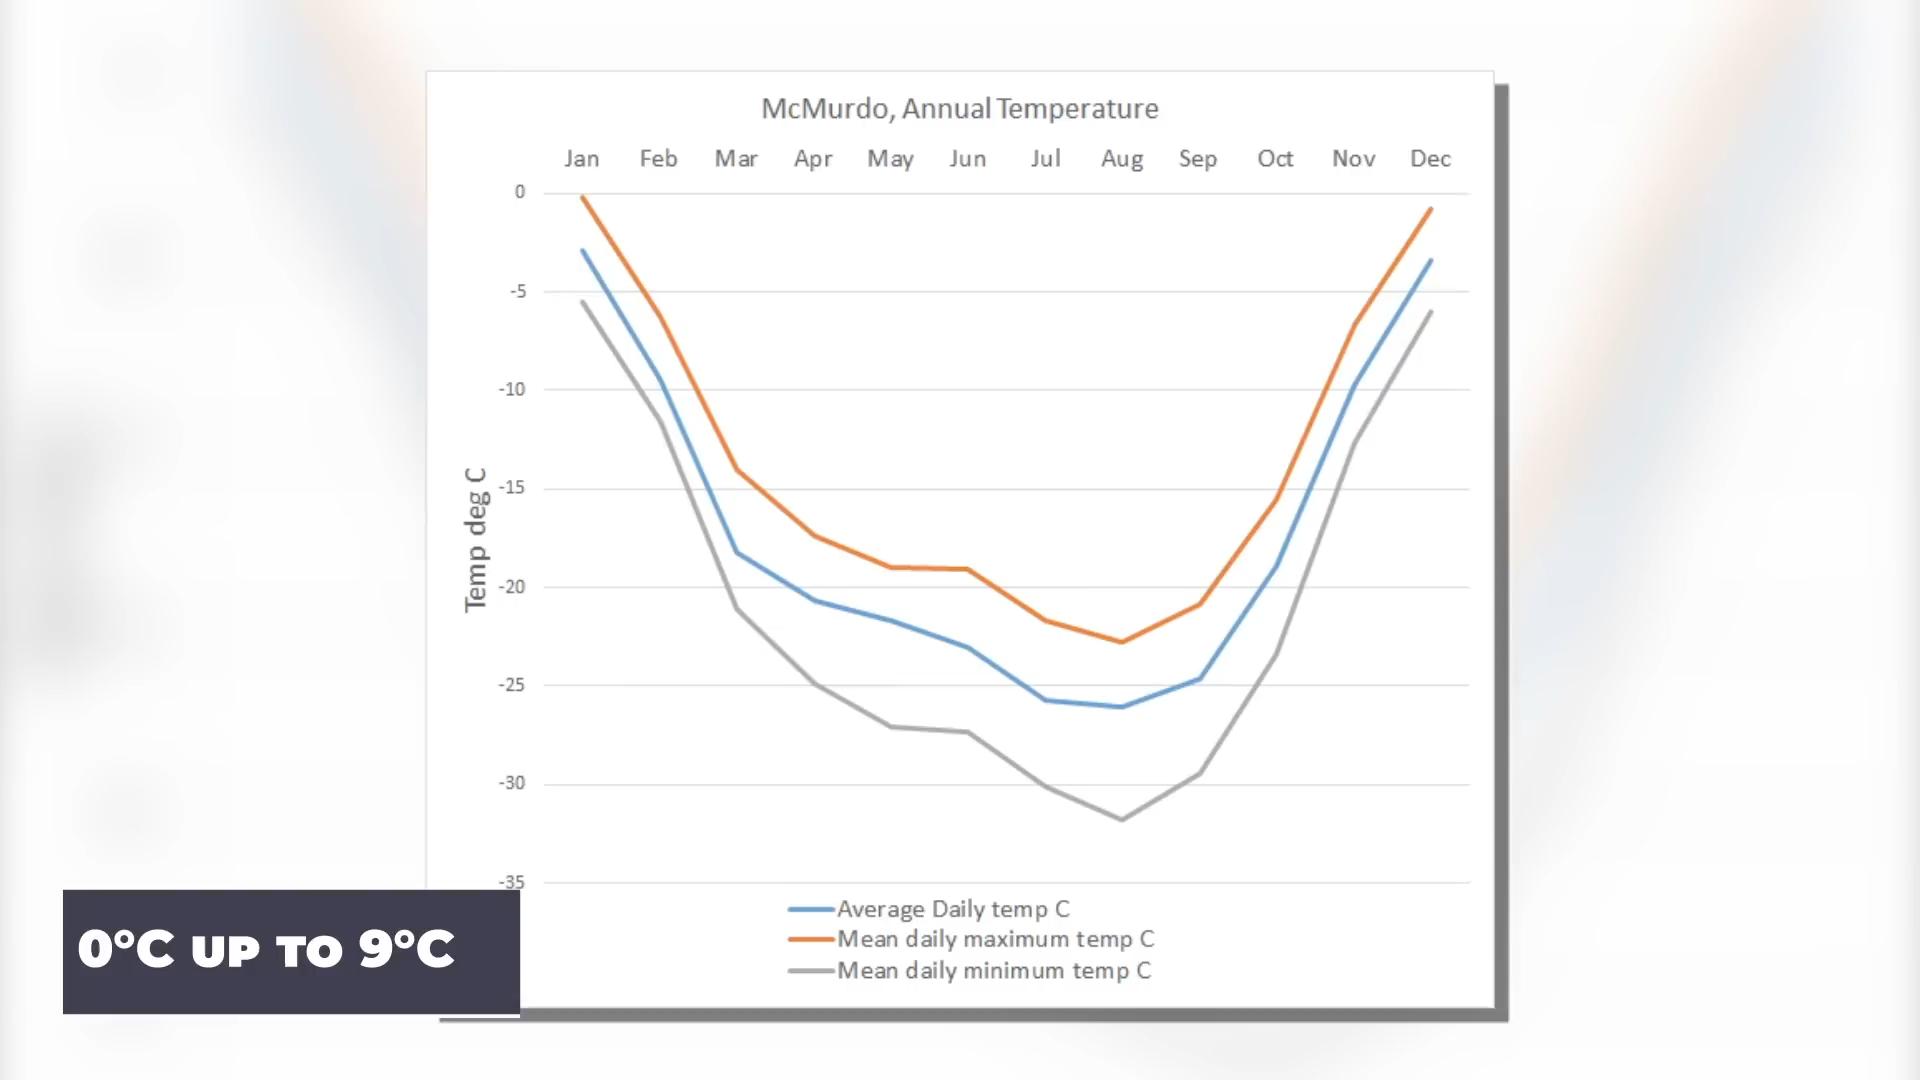 McMurdo, Annual Temperature
Jan Feb Mar Apr May Jun Jul Aug Sep Oct Nov Dec
0
-5
-10
-15
-20
-25
-30
-35
Temp deg C
Average Daily temp C
Mean daily maximum temp C
Mean daily minimum temp C
0°C UP TO 9°C